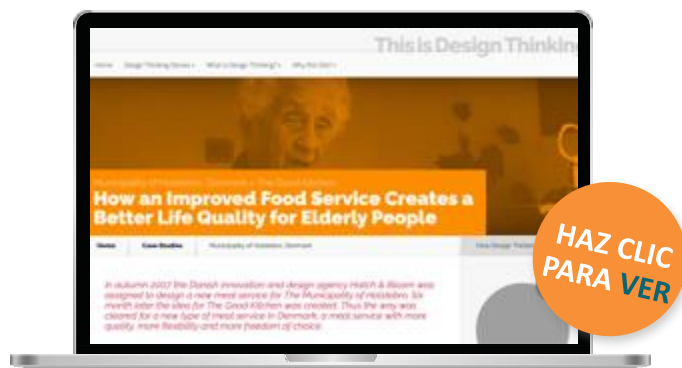 This is Design Thinkin
Home Design Thinking Heroes What is Design Thinking? Why this Site?
Municipality of Holstebro, Denmark The Good Kitchen
How an Improved Food Service Creates a
Better Life Quality for Elderly People
Home Case Studies Municipality of Holstebro, Denmark
In autumn 2007 the Danish innovation and design agency Hatch & Bloom was
assigned to design a new meal service for The Municipality of Holstebro. Six
month later the idea for The Good Kitchen was created. Thus the way was
cleared for a new type of meal service in Denmark, a meal service with more
quality, more flexibility and more freedom of choice.
HAZ CLIC
PARA VER